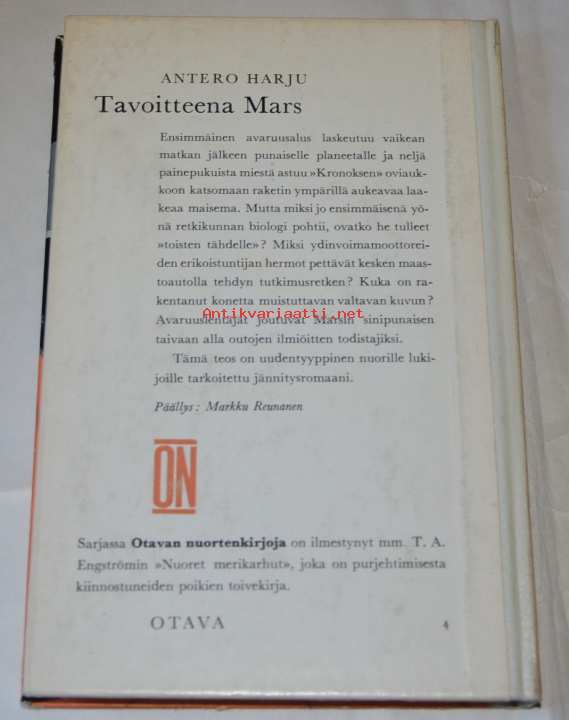 ANTERO HARJU
Tavoitteena Mars
Ensimmäinen avaruusalus laskeutuu vaikean
matkan jälkeen punaiselle planeetalle ja neljä
painepukuista miestä astuu »Kronoksen» oviauk-
koon katsomaan raketin ympärillä aukeavaa laa-
keaa maisema. Mutta miksi jo ensimmäisenä yö-
nä retkikunnan biologi pohtii, ovatko he tulleet
»toisten tähdelle»? Miksi ydinvoimamoottorei-
den erikoistuntijan hermot pettävät kesken maas-
toautolla tehdyn tutkimusretken? Kuka on ra-
kentanut konetta muistuttavan valtavan kuvun?
Antikvariaatti.net
Avaruuslentäjät joutuvat Marsin sinipunaisen
taivaan alla outojen ilmiöitten todistajiksi.
Tämä teos on uudentyyppinen nuorille luki-
joille tarkoitettu jännitysromaani.
Päällys: Markku Reunanen
ON
Sarjassa Otavan nuortenkirjoja on ilmestynyt mm. T. A.
Engströmin »Nuoret merikarhut», joka on purjehtimisesta
kiinnostuneiden poikien toivekirja.
OTAVA 4